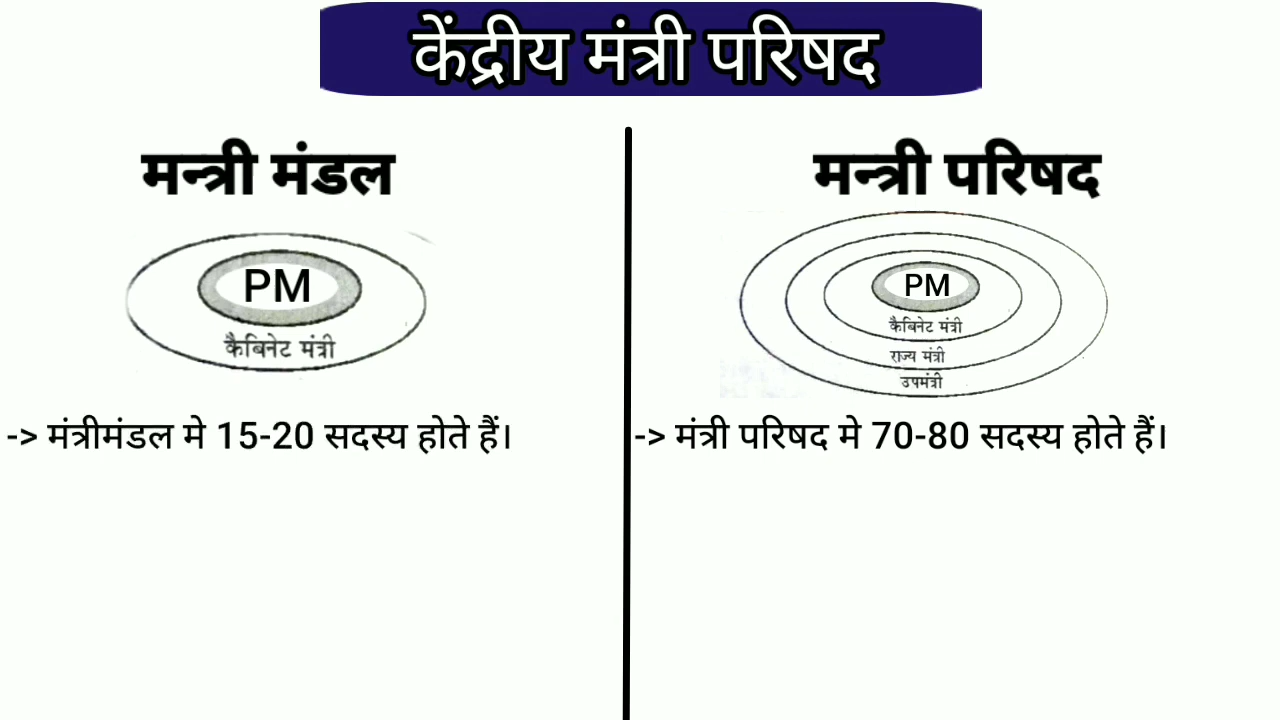 केंद्रीय मंत्री परिषद
मन्त्री मंडल
PM
कैबिनेट मंत्री
-> मंत्रीमंडल मे 15-20 सदस्य होते हैं।
मन्त्री परिषद
PM
कैबिनेट मंत्री
राज्य मंत्री
उपमंत्री
-> मंत्री परिषद मे 70-80 सदस्य होते हैं।